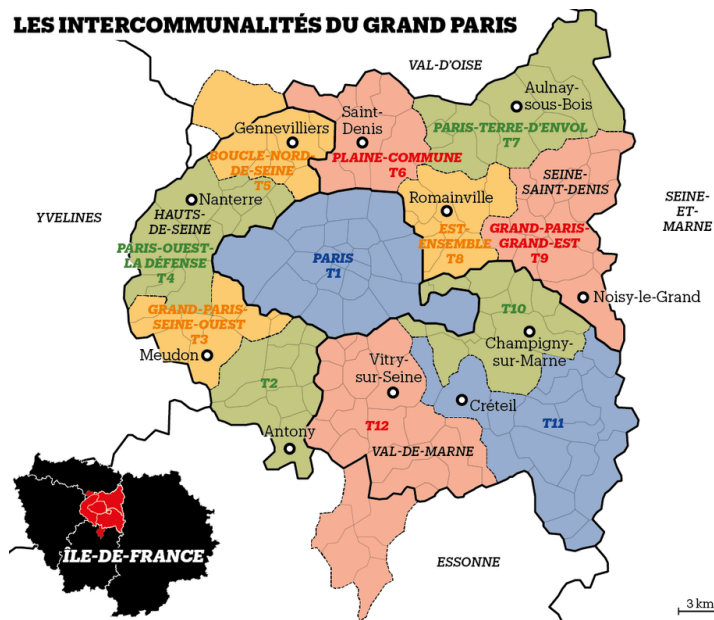 LES INTERCOMMUNALITÉS DU GRAND PARIS
VAL-D'OISE
Aulnay-
sous-Bois
Saint-
Denis
Gennevilliers
PARIS-TERRE-D'ENVOL
T7
BOUCLE-NORD-
DE-SEINE
T5
PLAINE-COMMUNE
T6
SEINE-
SAINT-DENIS
SEINE-
ET-
MARNE
Nanterre
Romainville
YVELINES
HAUTS-
DE-SEINE
EST-
ENSEMBLE
T8
GRAND-PARIS-
GRAND-EST
T9
PARIS-OUEST-
LA DÉFENSE
T4
PARIS
T1
Noisy-le-Grand
GRAND-PARIS-
SEINE-OUEST
T3
T10
Champigny-
sur-Marne
Meudon
Vitry-
sur-Seine
T2
Créteil
T11
T12
Antony
VAL-DE-MARNE
ÎLE-DE-FRANCE
ESSONNE
3 km